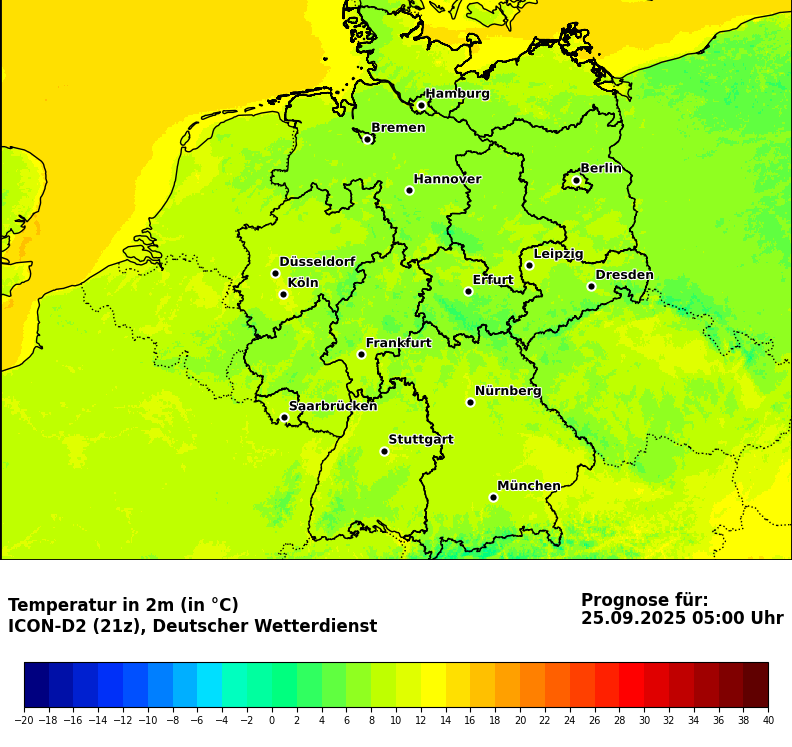 Hamburg
Bremen
Berlin
Hannover
Leipzig
Düsseldorf
Dresden
Köln
Erfurt
Frankfurt
Nürnberg
Saarbrücken
Stuttgart
München
Temperatur in 2m (in °C)
ICON-D2 (21z), Deutscher Wetterdienst
Prognose für:
25.09.2025 05:00 Uhr
−20 −18 −16 −14 −12 −10 −8 −6 −4 −2 0 2 4 6 8 10 12 14 16 18 20 22 24 26 28 30 32 34 36 38 40